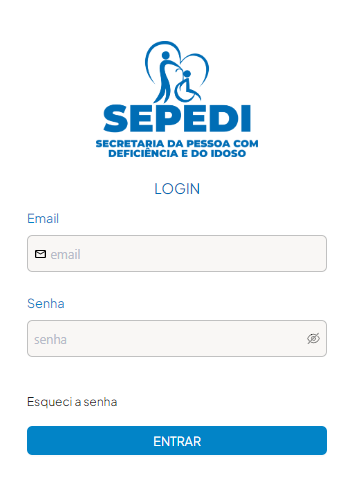 SEPEDI
SECRETARIA DA PESSOA COM
DEFICIÊNCIA E DO IDOSO
LOGIN
Email
email
Senha
senha
Esqueci a senha
ENTRAR